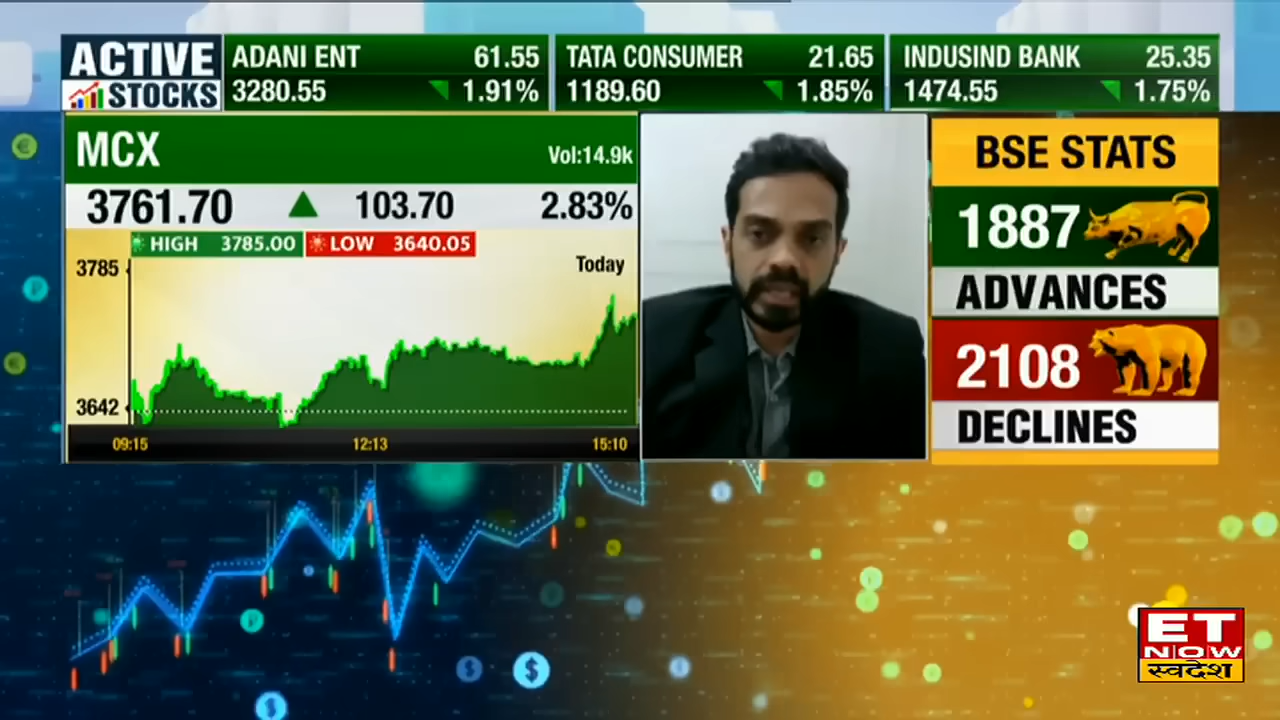 ACTIVE
STOCKS
ADANI ENT 61.55
3280.55 1.91%
TATA CONSUMER 21.65
1189.60 1.85%
INDUSIND BANK 25.35
1474.55 1.75%
MCX
Vol:14.9k
3761.70 103.70 2.83%
HIGH 3785.00 LOW 3640.05
Today
3785
3642
09:15 12:13 15:10
BSE STATS
1887
ADVANCES
2108
DECLINES
ET
NOW
स्वदेश